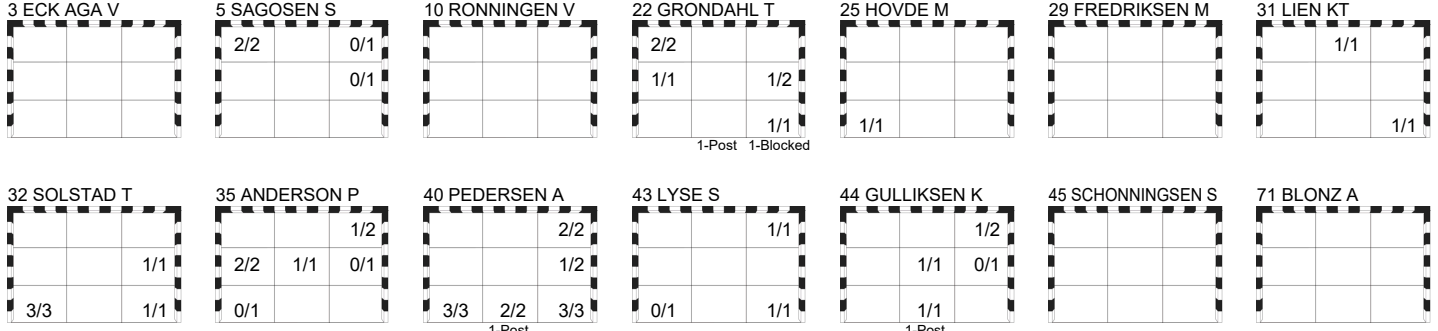 3 ECK AGA V 5 SAGOSEN S 10 RONNINGEN V 22 GRONDAHL T 25 HOVDE M 29 FREDRIKSEN M 31 LIEN KT
2/2 0/1 2/2 1/1
0/1 1/1 1/2
1/1 1/1 1/1
1-Post 1-Blocked
32 SOLSTAD T 35 ANDERSON P 40 PEDERSEN A 43 LYSE S 44 GULLIKSEN K 45 SCHONNINGSEN S 71 BLONZ A
1/2 2/2 1/1 1/2
1/1 2/2 1/1 0/1 1/2 1/1 0/1
3/3 1/1 0/1 3/3 2/2 3/3 0/1 1/1 1/1
1-Post 1-Post